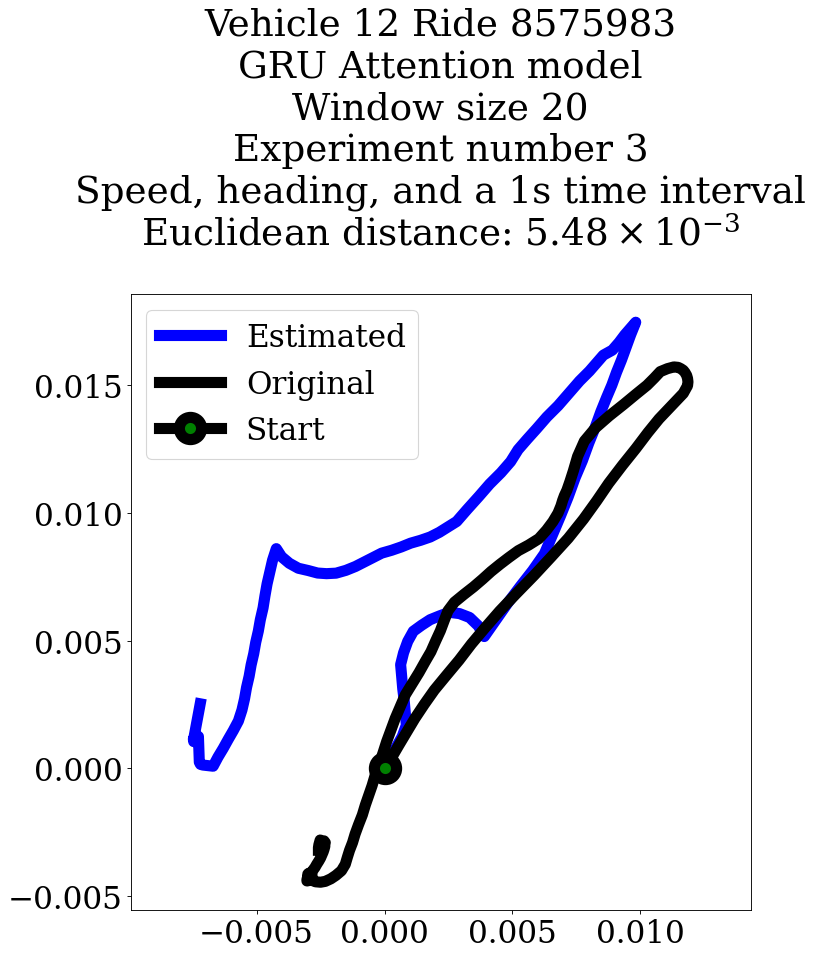 Vehicle 12 Ride 8575983
GRU Attention model
Window size 20
Experiment number 3
Speed, heading, and a 1s time interval
Euclidean distance: 5.48 × 10⁻³
Estimated
Original
Start
0.015
0.010
0.005
0.000
−0.005
−0.005 0.000 0.005 0.010